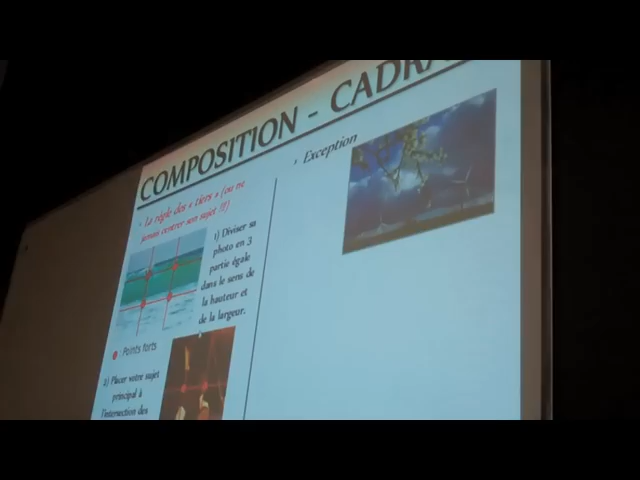 COMPOSITION - CADRA
• La règle des « tiers » (ou ne
jamais centrer son sujet !!!)
1) Diviser sa
photo en 3
partie égale
dans le sens de
la hauteur et
de la largeur.
: Points forts
2) Placer votre sujet
principal à
l'intersection des
• Exception